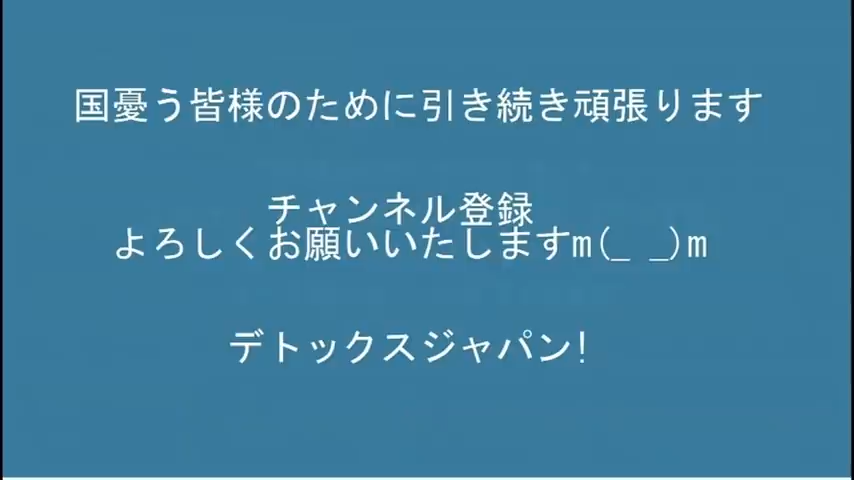 国憂う皆様のために引き続き頑張ります
チャンネル登録
よろしくお願いいたしますm(_ _)m
デトックスジャパン!